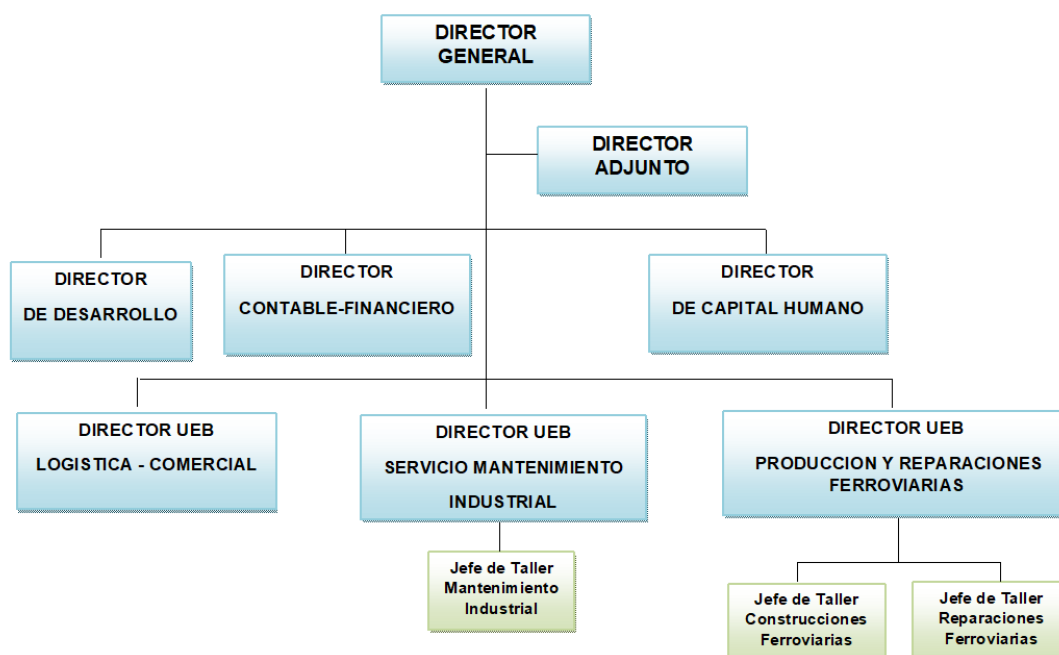 DIRECTOR
GENERAL
DIRECTOR
ADJUNTO
DIRECTOR
DE DESARROLLO
DIRECTOR
CONTABLE-FINANCIERO
DIRECTOR
DE CAPITAL HUMANO
DIRECTOR UEB
LOGISTICA - COMERCIAL
DIRECTOR UEB
SERVICIO MANTENIMIENTO
INDUSTRIAL
DIRECTOR UEB
PRODUCCION Y REPARACIONES
FERROVIARIAS
Jefe de Taller
Mantenimiento
Industrial
Jefe de Taller
Construcciones
Ferroviarias
Jefe de Taller
Reparaciones
Ferroviarias